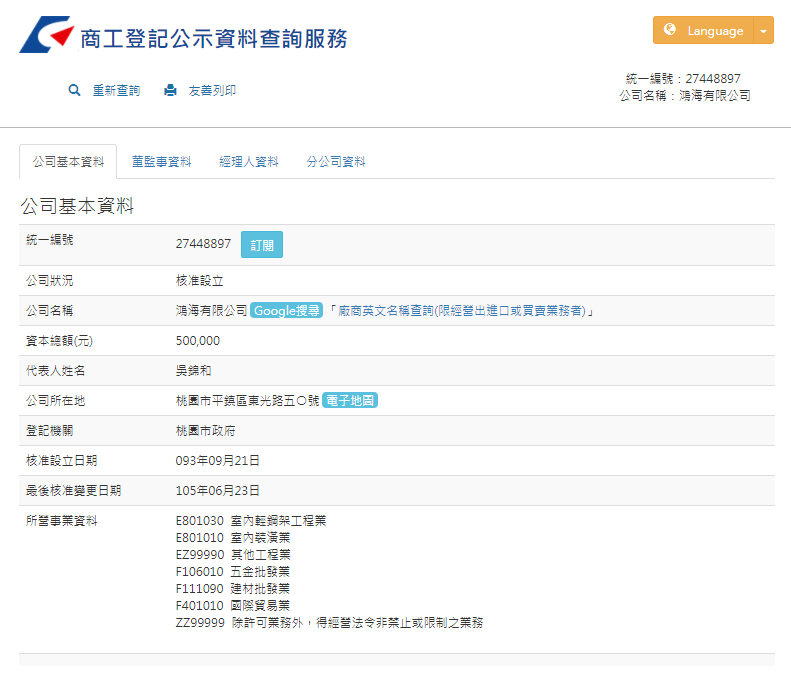 商工登記公示資料查詢服務
Language
重新查詢 友善列印
統一編號：27448897
公司名稱：鴻海有限公司
公司基本資料 董監事資料 經理人資料 分公司資料
公司基本資料
統一編號 27448897 訂閱
公司狀況 核准設立
公司名稱 鴻海有限公司 Google搜尋 「廠商英文名稱查詢(限經營出進口或買賣業務者)」
資本總額(元) 500,000
代表人姓名 吳錦和
公司所在地 桃園市平鎮區東光路五○號 電子地圖
登記機關 桃園市政府
核准設立日期 093年09月21日
最後核准變更日期 105年06月23日
所營事業資料 E801030 室內輕鋼架工程業
E801010 室內裝潢業
EZ99990 其他工程業
F106010 五金批發業
F111090 建材批發業
F401010 國際貿易業
ZZ99999 除許可業務外，得經營法令非禁止或限制之業務